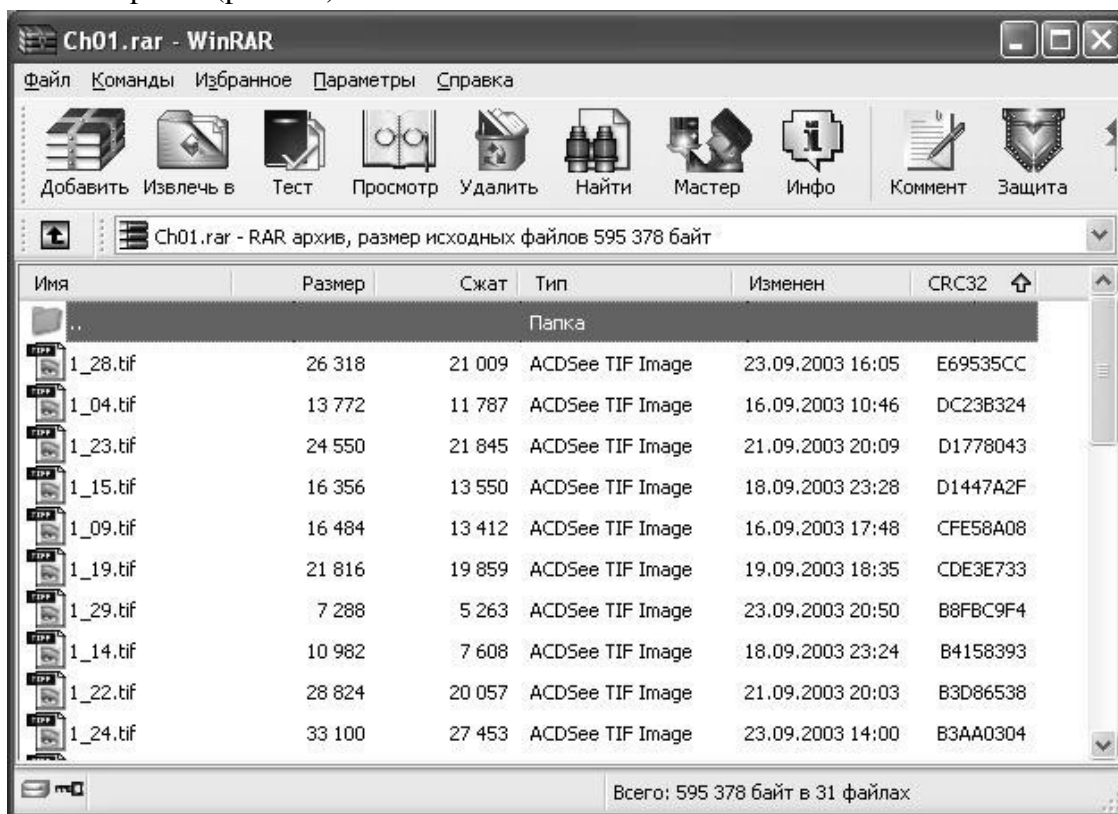 Ch01.rar - WinRAR
Файл Команды Избранное Параметры Справка
Добавить Извлечь в Тест Просмотр Удалить Найти Мастер Инфо Коммент Защита
Ch01.rar - RAR архив, размер исходных файлов 595 378 байт
Имя Размер Сжат Тип Изменен CRC32
.. Папка
1_28.tif 26 318 21 009 ACDSee TIF Image 23.09.2003 16:05 E69535CC
1_04.tif 13 772 11 787 ACDSee TIF Image 16.09.2003 10:46 DC23B324
1_23.tif 24 550 21 845 ACDSee TIF Image 21.09.2003 20:09 D1778043
1_15.tif 16 356 13 550 ACDSee TIF Image 18.09.2003 23:28 D1447A2F
1_09.tif 16 484 13 412 ACDSee TIF Image 16.09.2003 17:48 CFE58A08
1_19.tif 21 816 19 859 ACDSee TIF Image 19.09.2003 18:35 CDE3E733
1_29.tif 7 288 5 263 ACDSee TIF Image 23.09.2003 20:50 B8FBC9F4
1_14.tif 10 982 7 608 ACDSee TIF Image 18.09.2003 23:24 B4158393
1_22.tif 28 824 20 057 ACDSee TIF Image 21.09.2003 20:03 B3D86538
1_24.tif 33 100 27 453 ACDSee TIF Image 23.09.2003 14:00 B3AA0304
Всего: 595 378 байт в 31 файлах